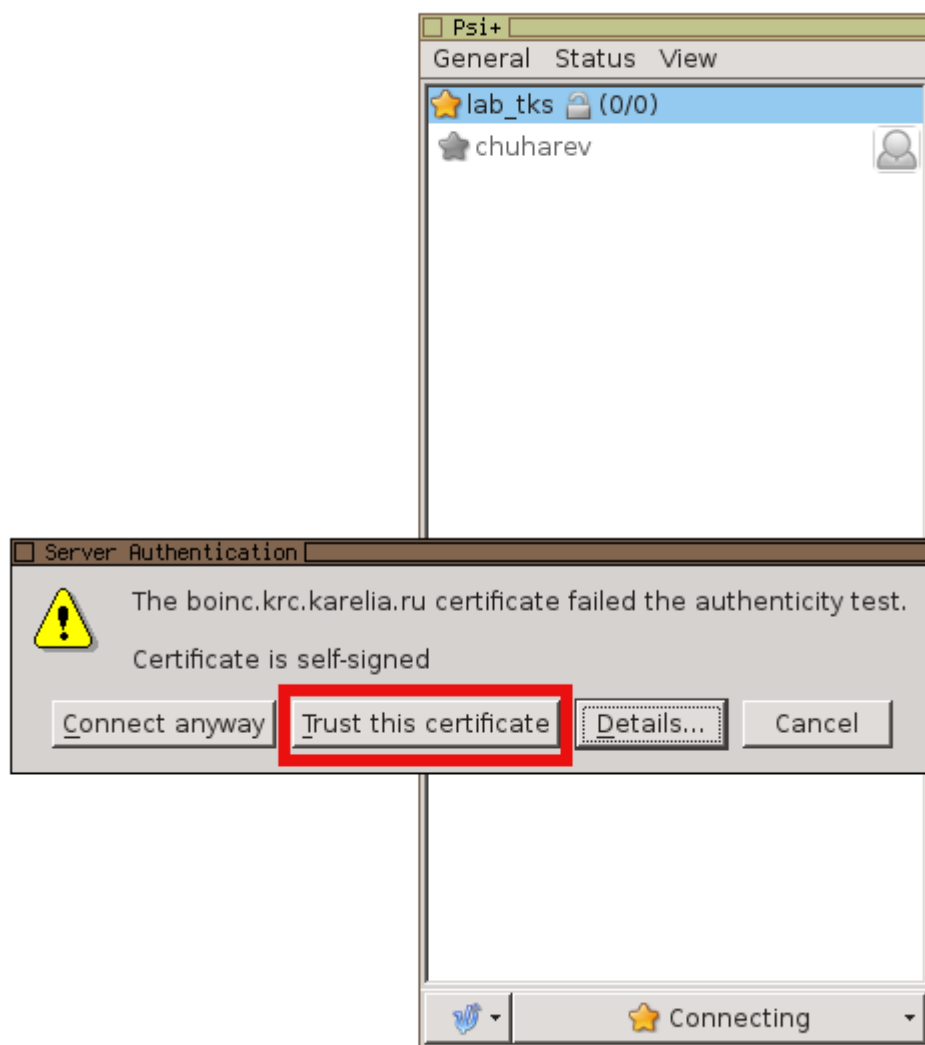 Psi+
General Status View
lab_tks (0/0)
chuharev
Server Authentication
The boinc.krc.karelia.ru certificate failed the authenticity test.
Certificate is self-signed
Connect anyway Trust this certificate Details... Cancel
Connecting